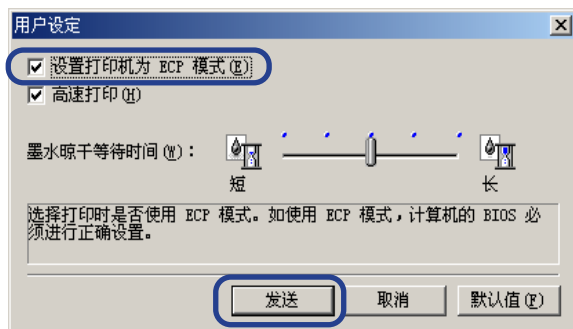 用户设定
设置打印机为 ECP 模式(E)
高速打印(H)
墨水晾干等待时间(W)：
短 长
选择打印时是否使用 ECP 模式。如使用 ECP 模式，计算机的 BIOS 必
须进行正确设置。
发送 取消 默认值(F)